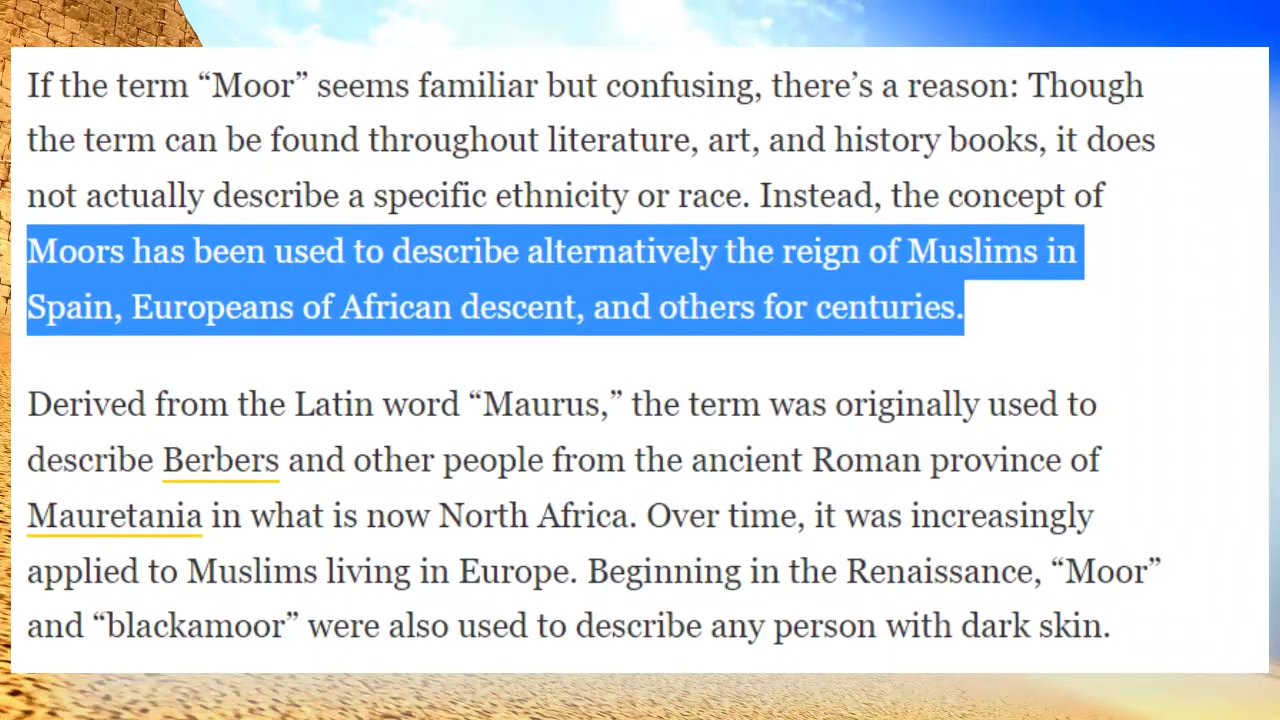 If the term “Moor” seems familiar but confusing, there’s a reason: Though
the term can be found throughout literature, art, and history books, it does
not actually describe a specific ethnicity or race. Instead, the concept of
Moors has been used to describe alternatively the reign of Muslims in
Spain, Europeans of African descent, and others for centuries.
Derived from the Latin word “Maurus,” the term was originally used to
describe Berbers and other people from the ancient Roman province of
Mauretania in what is now North Africa. Over time, it was increasingly
applied to Muslims living in Europe. Beginning in the Renaissance, “Moor”
and “blackamoor” were also used to describe any person with dark skin.